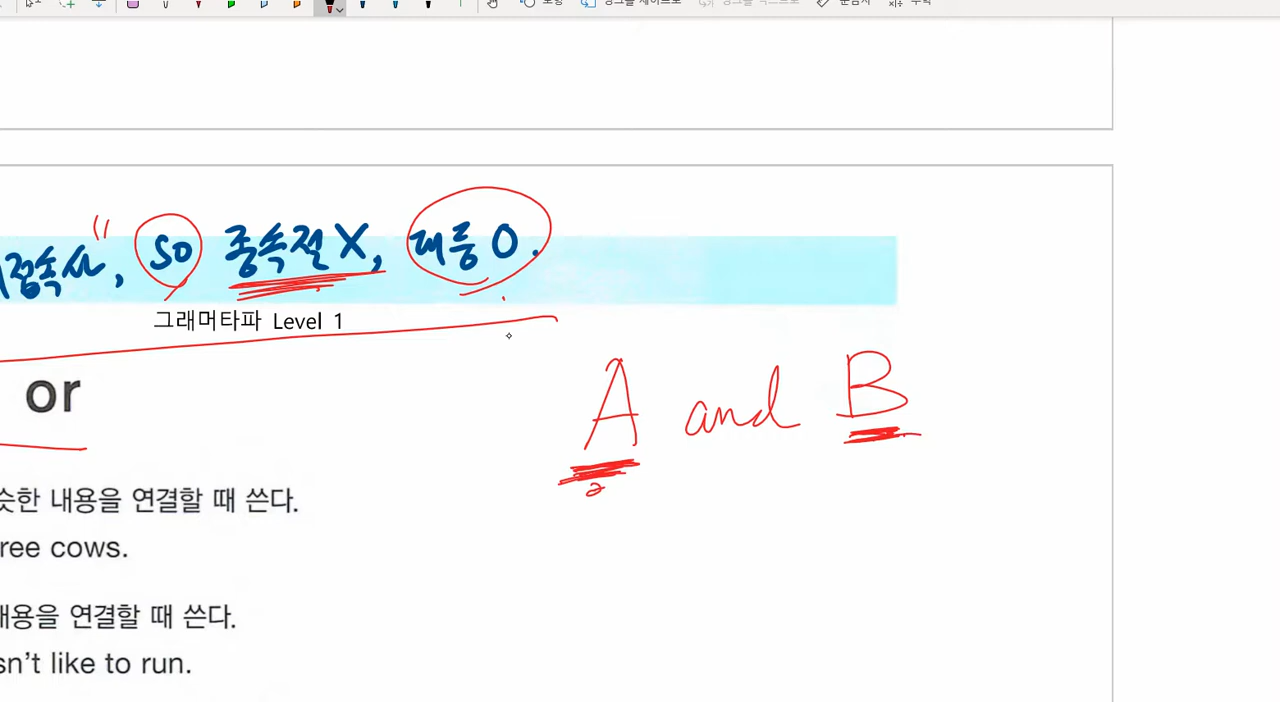 접속사, so 종속절 X, 대등 O.
그래머타파 Level 1
or
A and B
슷한 내용을 연결할 때 쓴다.
ree cows.
내용을 연결할 때 쓴다.
sn't like to run.